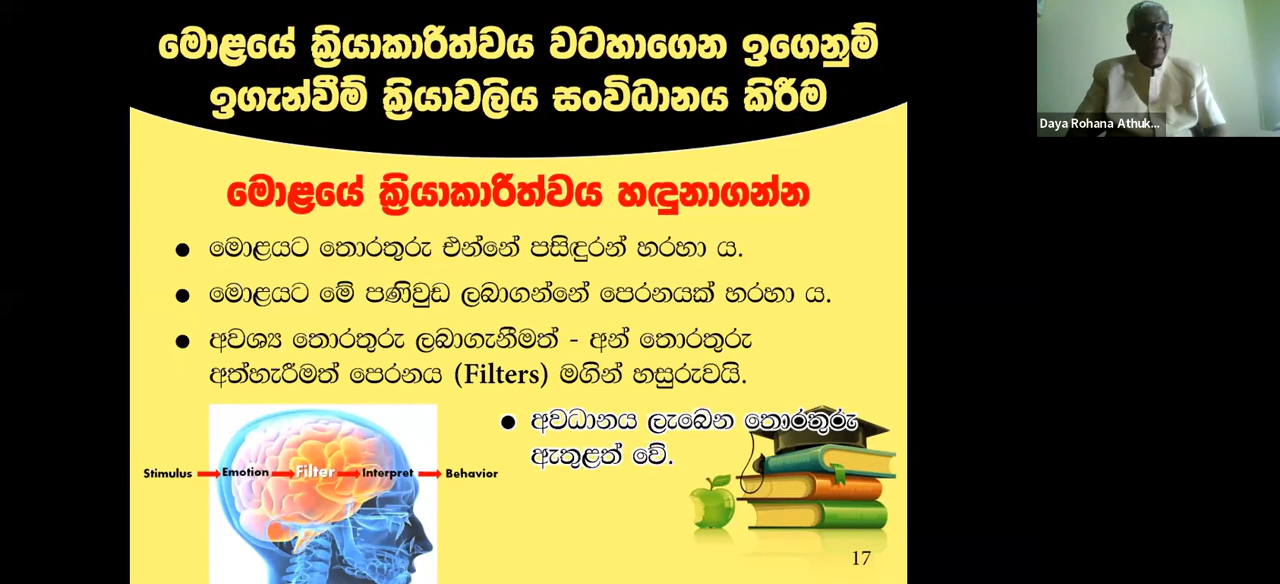 මොළයේ ක්‍රියාකාරිත්වය වටහාගෙන ඉගෙනුම්
ඉගැන්වීම් ක්‍රියාවලිය සංවිධානය කිරීම
Daya Rohana Athuk...
මොළයේ ක්‍රියාකාරිත්වය හඳුනාගන්න
● මොළයට තොරතුරු එන්නේ පසිඳුරන් හරහා ය.
● මොළයට මේ පණිවුඩ ලබාගන්නේ පෙරනයක් හරහා ය.
● අවශ්‍ය තොරතුරු ලබාගැනීමත් - අන් තොරතුරු
අත්හැරීමත් පෙරනය (Filters) මගින් හසුරුවයි.
● අවධානය ලැබෙන තොරතුරු
ඇතුළත් වේ.
Stimulus Emotion Filter Interpret Behavior
17